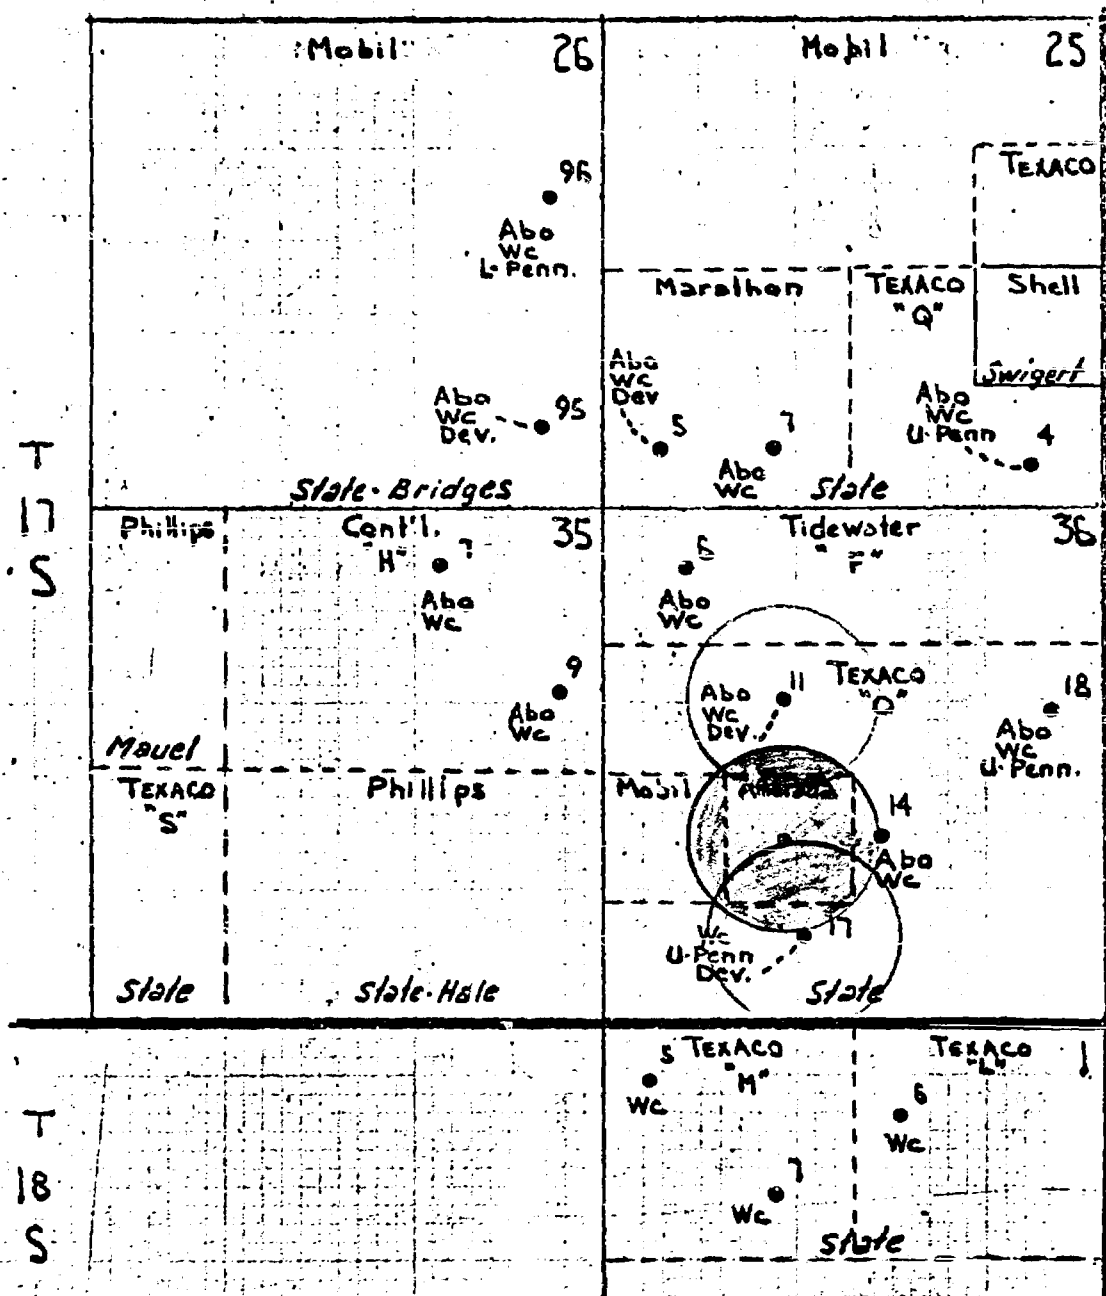 Mobil
26
96
Abo
Wc
L-Penn.
Abo
Wc
Dev.
95
State-Bridges
Mobil
25
TEXACO
Marathon
TEXACO
"Q"
Shell
Swigert
Abo
Wc
Dev
5
7
Abo
Wc
Abo
Wc
U-Penn
4
State
T
17
S
Phillips
Cont'l.
"H"
35
7
Abo
Wc
9
Abo
Wc
Mauel
TEXACO
"S"
Phillips
State
State-Hale
Tidewater
"F"
36
6
Abo
Wc
11
Abo
Wc
Dev.
TEXACO
"O"
18
Abo
Wc
U-Penn.
Mobil
14
Abo
Wc
17
Wc
U-Penn
Dev.
State
T
18
S
5
TEXACO
"M"
Wc
TEXACO
"L"
1
6
Wc
7
Wc
State